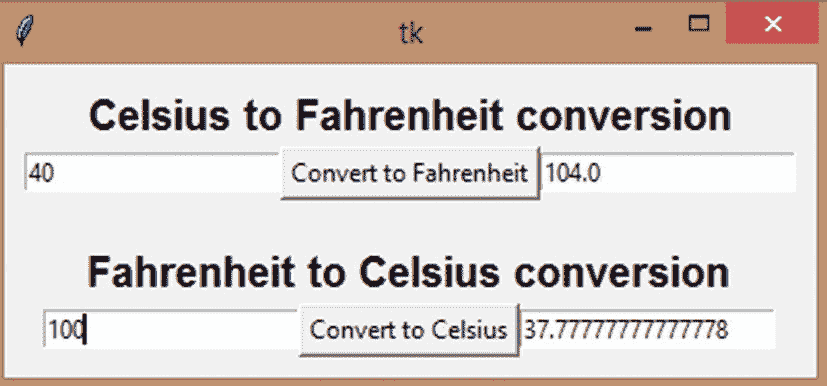 tk
Celsius to Fahrenheit conversion
40 Convert to Fahrenheit 104.0
Fahrenheit to Celsius conversion
100 Convert to Celsius 37.77777777777778